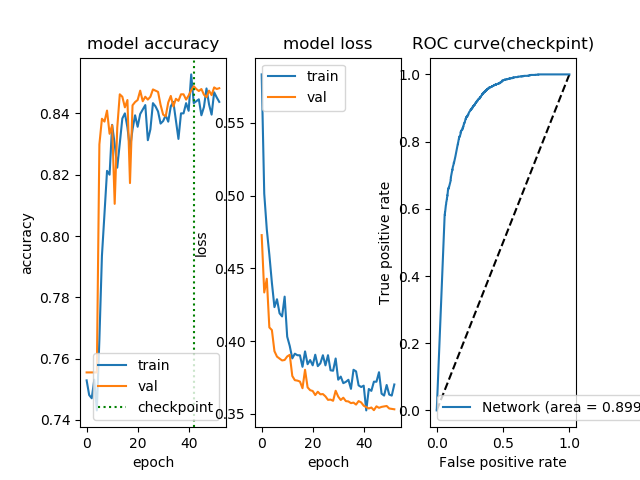 model accuracy
accuracy
0.84
0.82
0.80
0.78
0.76
0.74
train
val
checkpoint
0 20 40
epoch
model loss
loss
train
val
0.55
0.50
0.45
0.40
0.35
0 20 40
epoch
ROC curve(checkpint)
True positive rate
1.0
0.8
0.6
0.4
0.2
0.0
Network (area = 0.899
0.0 0.5 1.0
False positive rate